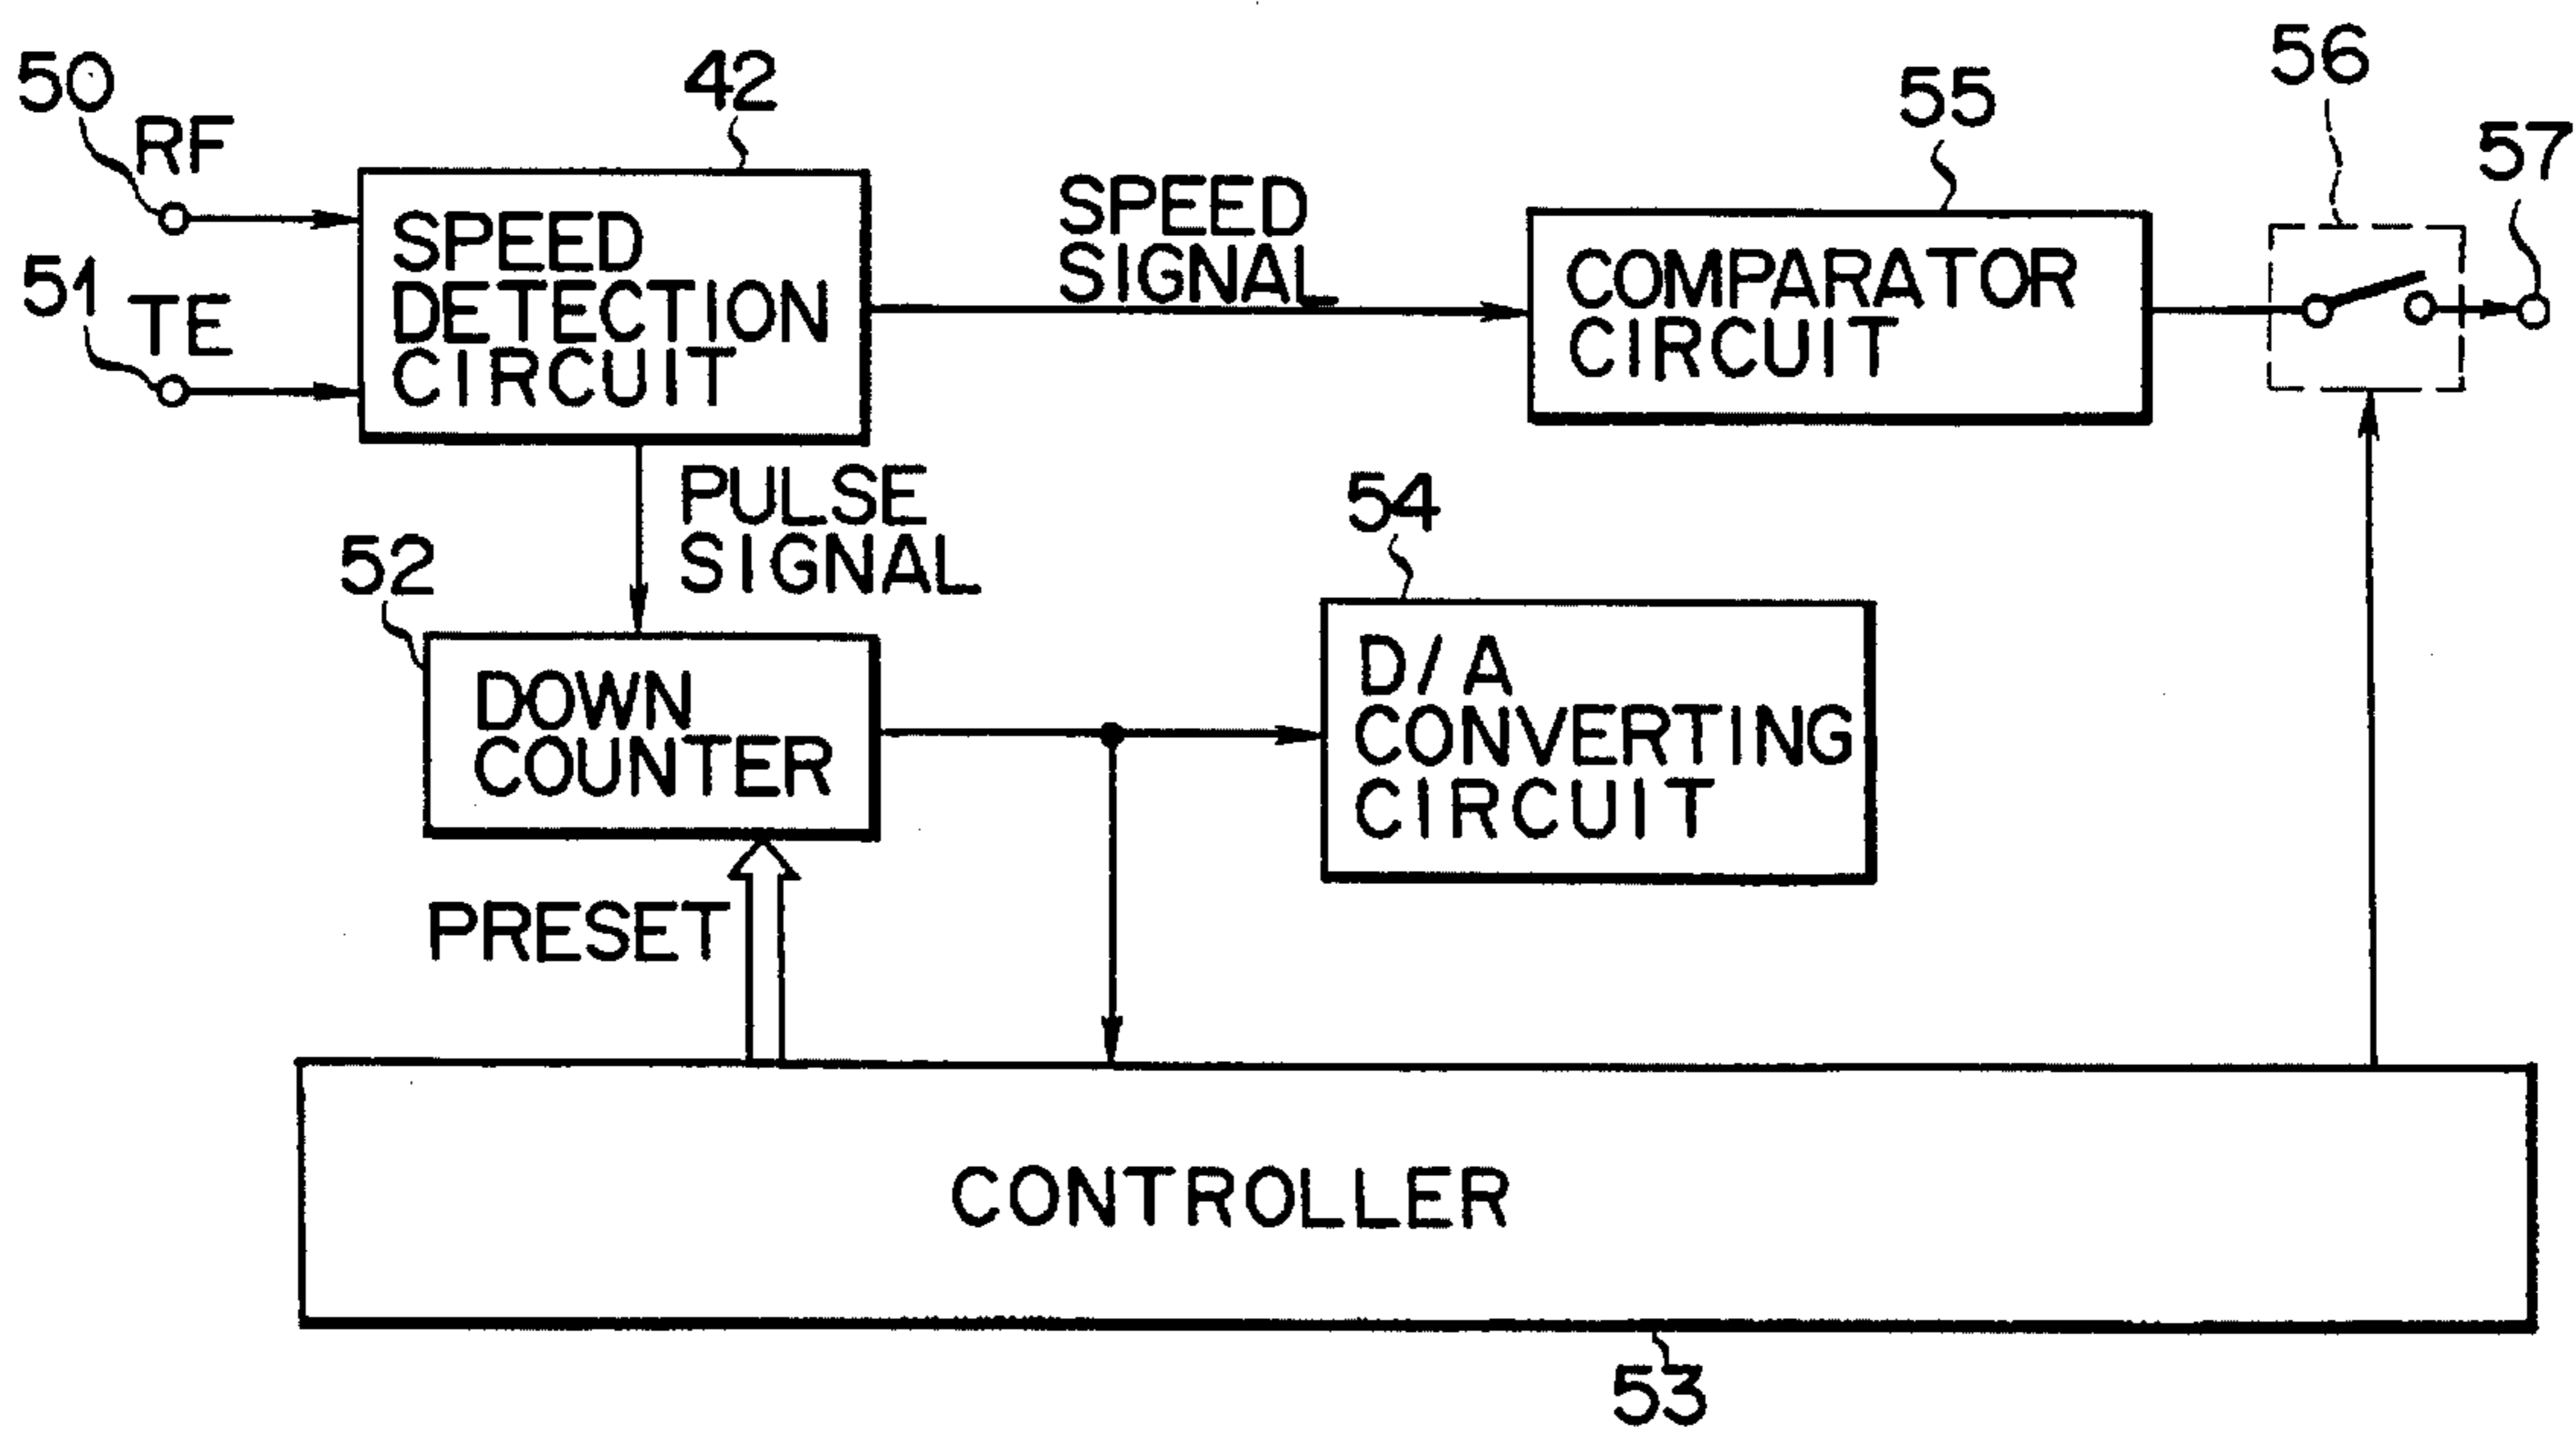 50
RF
42
55
56
57
51
TE
SPEED
DETECTION
CIRCUIT
SPEED
SIGNAL
COMPARATOR
CIRCUIT
PULSE
SIGNAL
52
54
DOWN
COUNTER
D/A
CONVERTING
CIRCUIT
PRESET
CONTROLLER
53